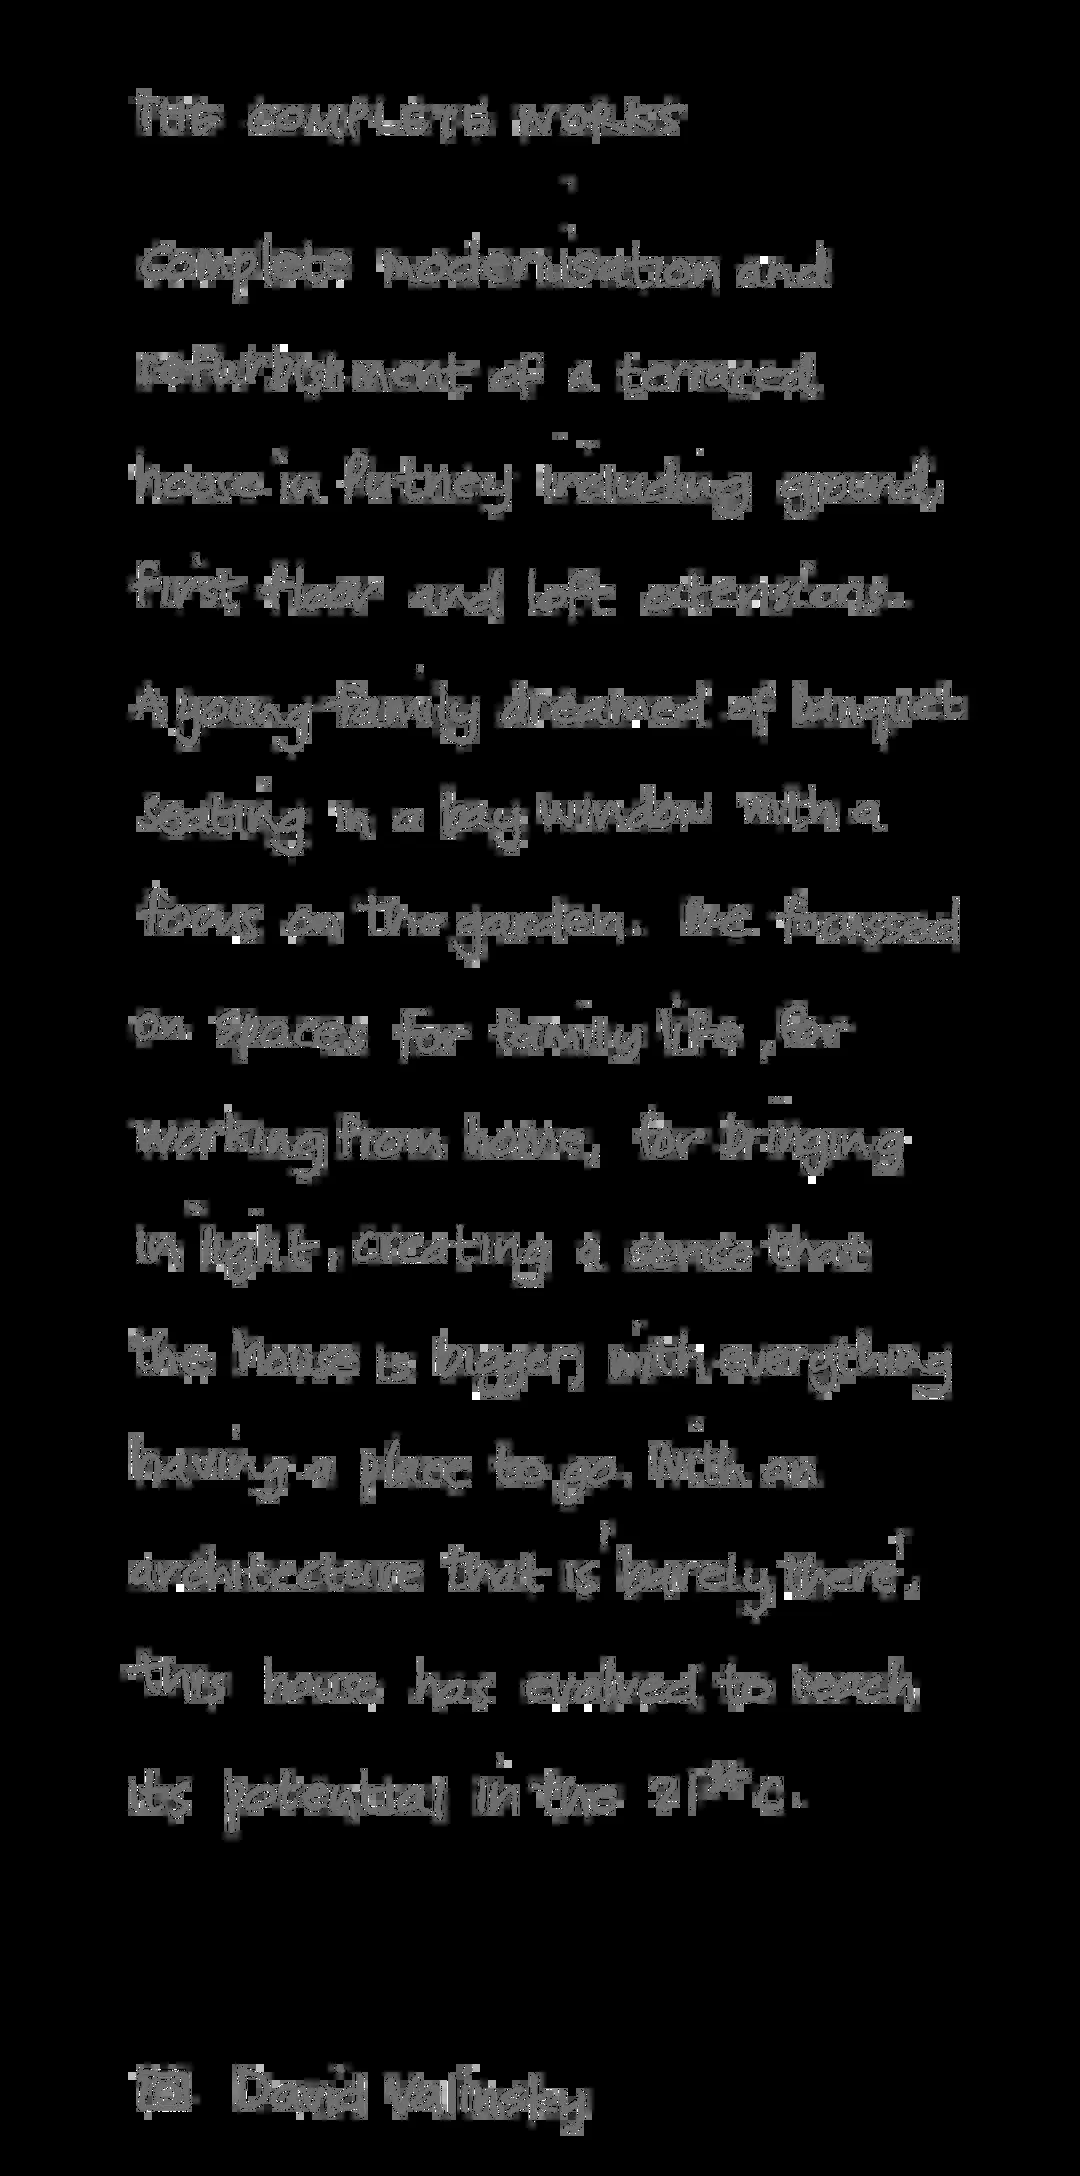 THE COMPLETE WORKS
Complete modernisation and
refurbishment of a terraced
house in Putney including ground,
first floor and loft extensions.
A young family dreamed of banquet
seating in a bay window with a
focus on the garden. We focussed
on spaces for family life, for
working from home, for bringing
in light, creating a sense that
the house is bigger, with everything
having a place to go. With an
architecture that is 'barely there',
this house has evolved to reach
its potential in the 21st C.
David Valinsky